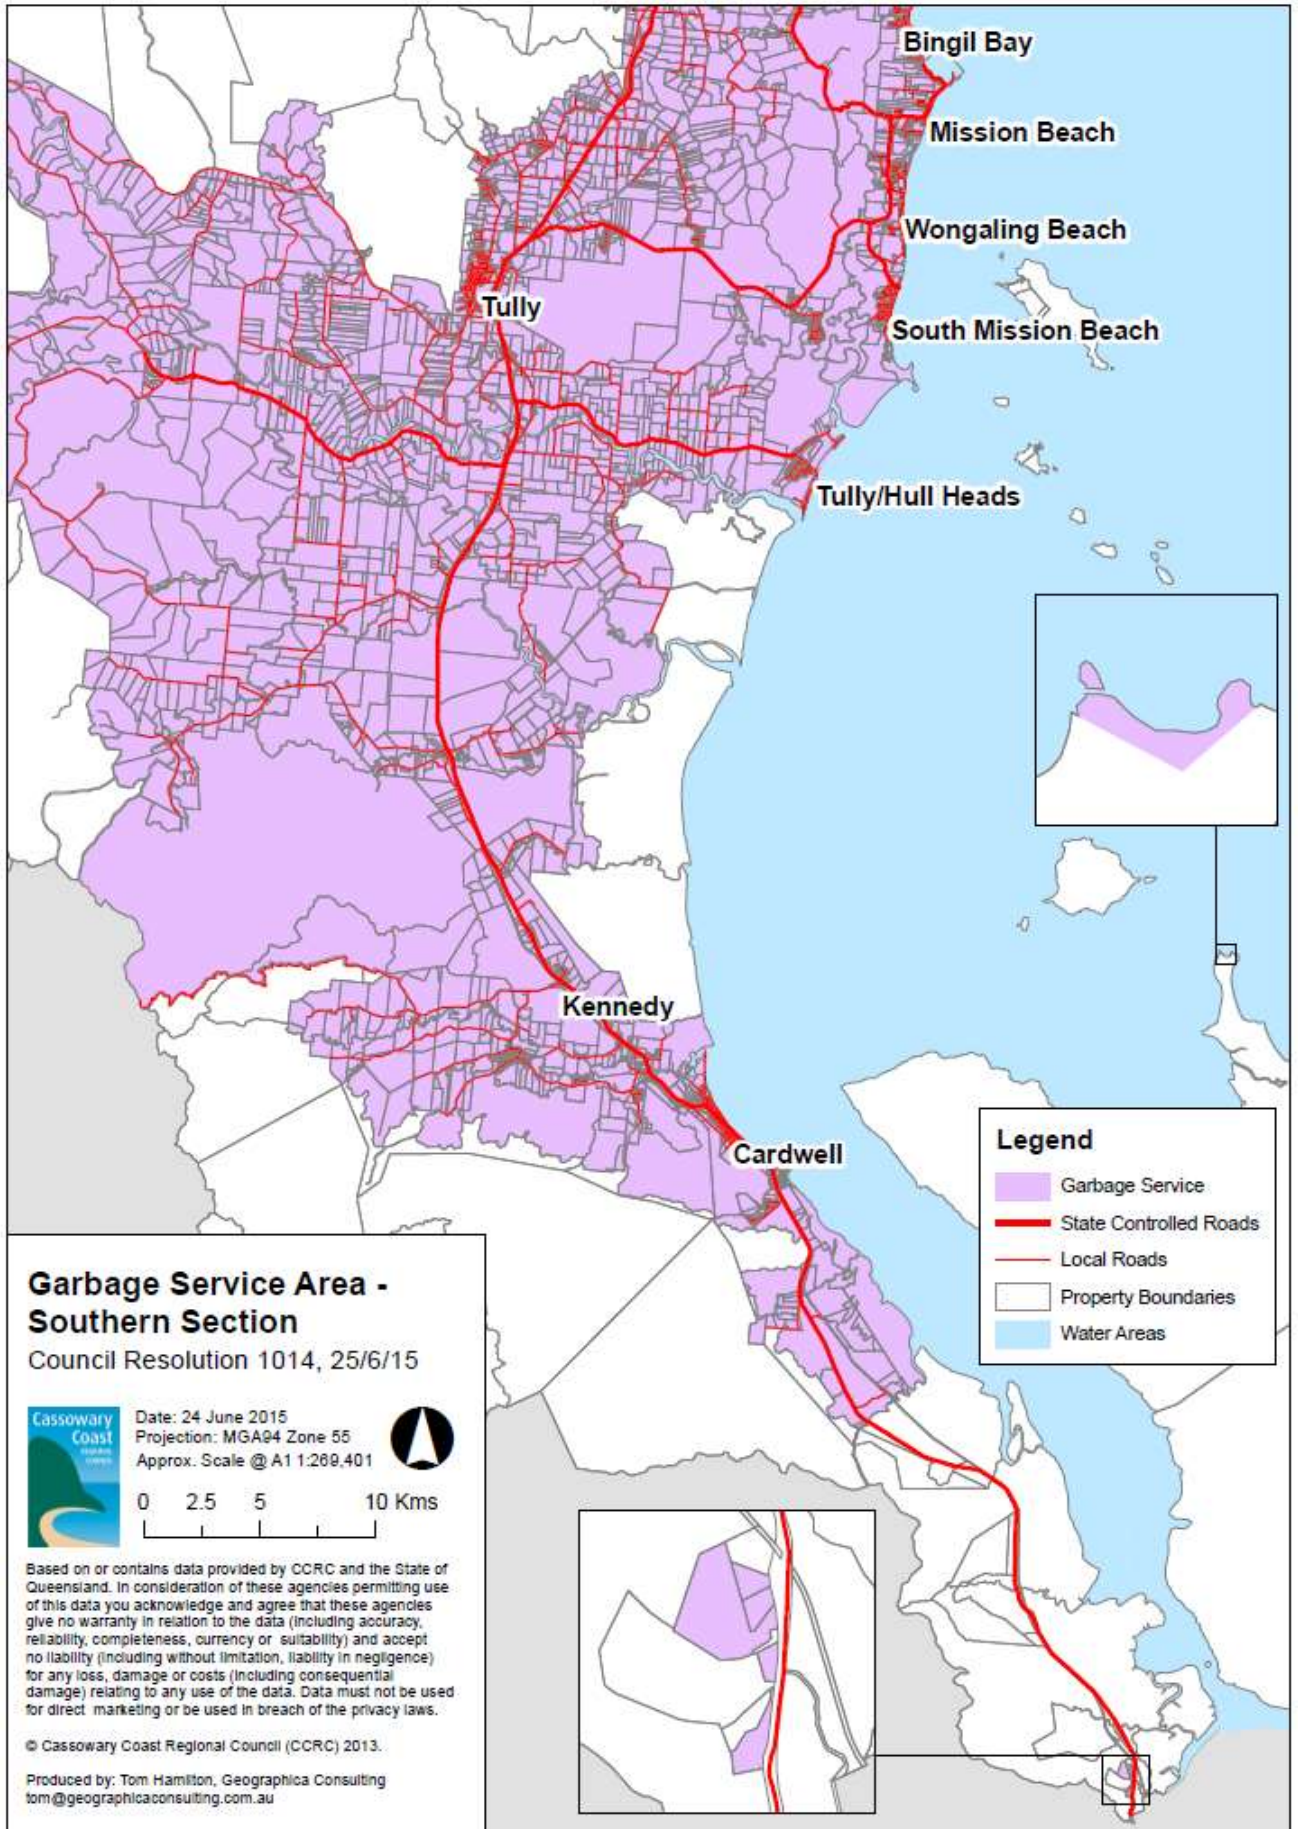 Bingil Bay
Mission Beach
Wongaling Beach
Tully
South Mission Beach
Tully/Hull Heads
Kennedy
Cardwell
Legend
Garbage Service
State Controlled Roads
Local Roads
Property Boundaries
Water Areas
Garbage Service Area -
Southern Section
Council Resolution 1014, 25/6/15
Cassowary
Coast
Date: 24 June 2015
Projection: MGA94 Zone 55
Approx. Scale @ A1 1:269,401
0 2.5 5 10 Kms
Based on or contains data provided by CCRC and the State of
Queensland. In consideration of these agencies permitting use
of this data you acknowledge and agree that these agencies
give no warranty in relation to the data (including accuracy,
reliability, completeness, currency or suitability) and accept
no liability (including without limitation, liability in negligence)
for any loss, damage or costs (including consequential
damage) relating to any use of the data. Data must not be used
for direct marketing or be used in breach of the privacy laws.
© Cassowary Coast Regional Council (CCRC) 2013.
Produced by: Tom Hamilton, Geographica Consulting
tom@geographicaconsulting.com.au